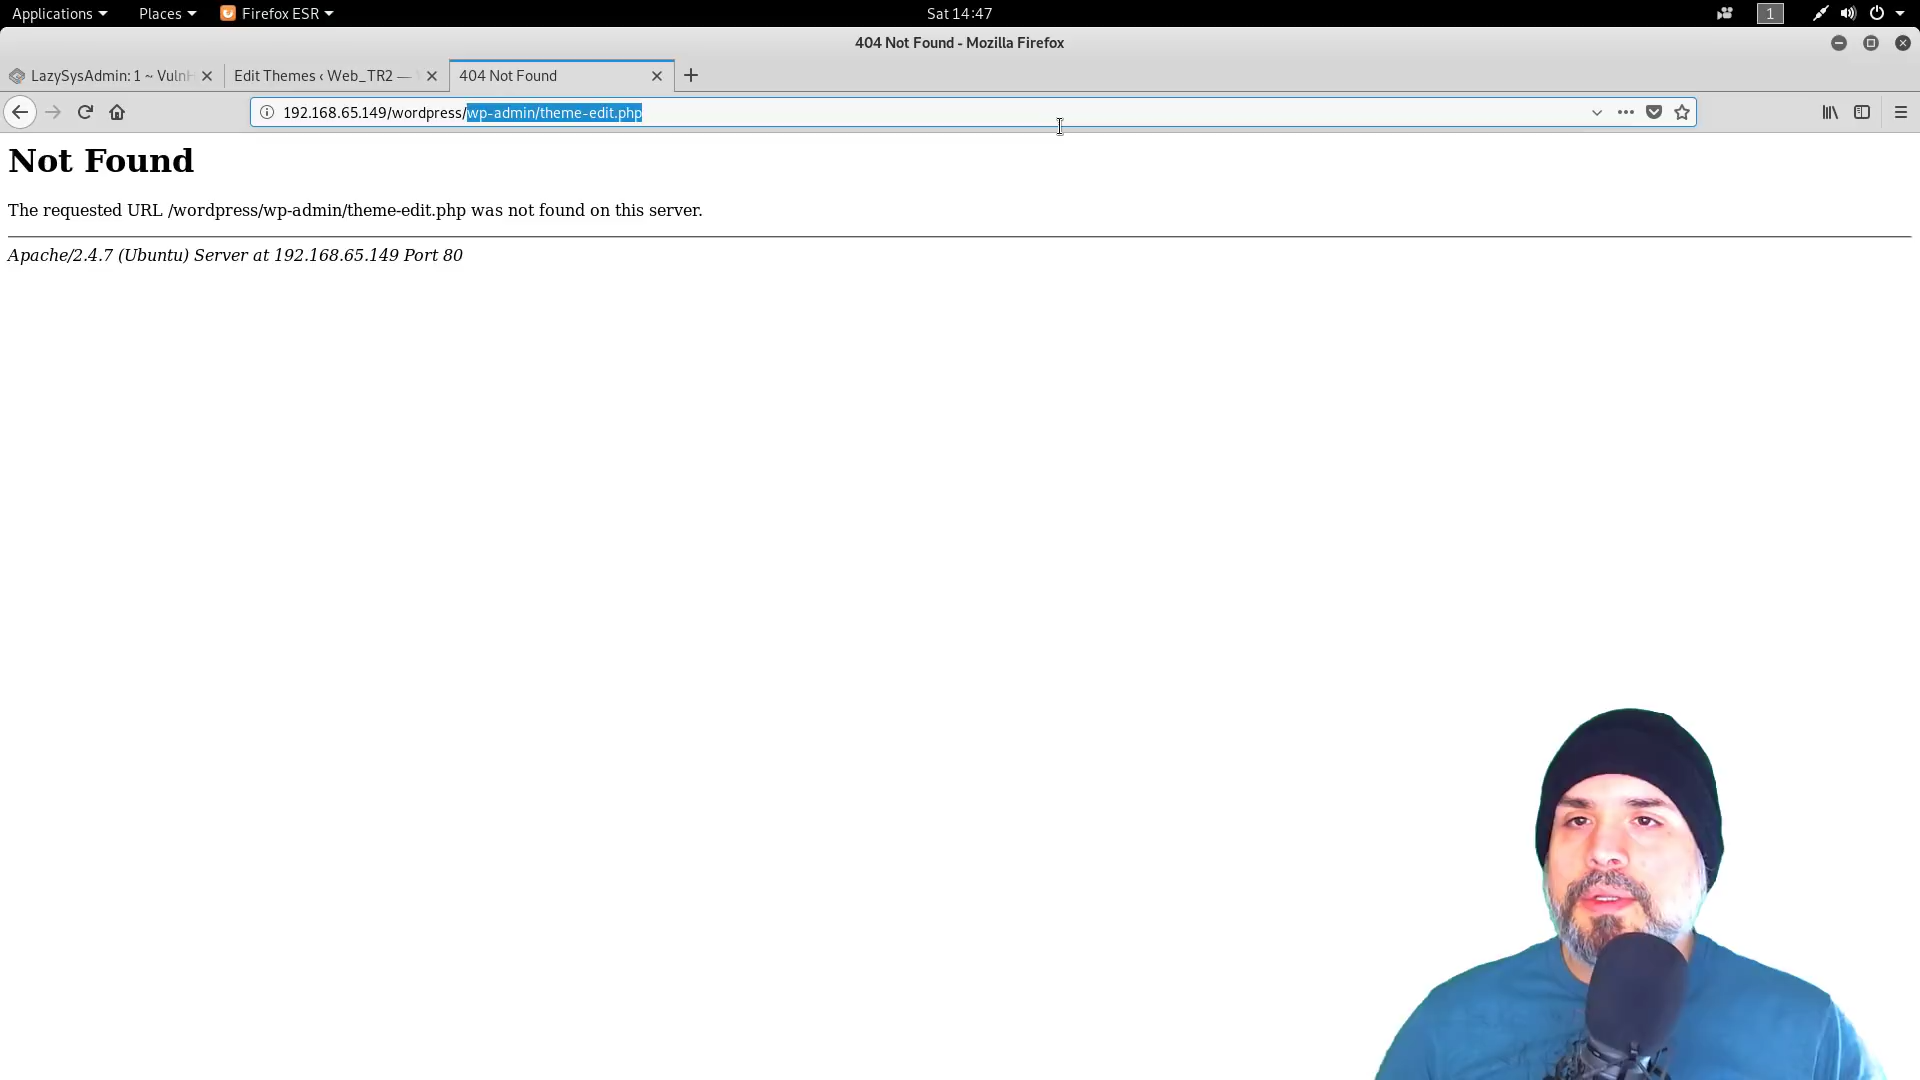 Applications Places Firefox ESR Sat 14:47 1
404 Not Found - Mozilla Firefox
LazySysAdmin: 1 ~ Vuln Edit Themes ‹ Web_TR2 — 404 Not Found
192.168.65.149/wordpress/wp-admin/theme-edit.php
Not Found
The requested URL /wordpress/wp-admin/theme-edit.php was not found on this server.
Apache/2.4.7 (Ubuntu) Server at 192.168.65.149 Port 80